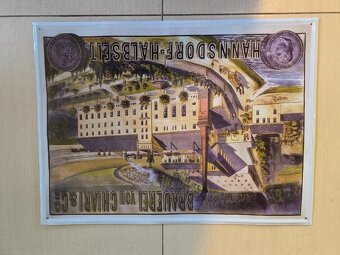 BRAUEREI VON CHIARI & Co
HANNSDORF-HALBSEIT.